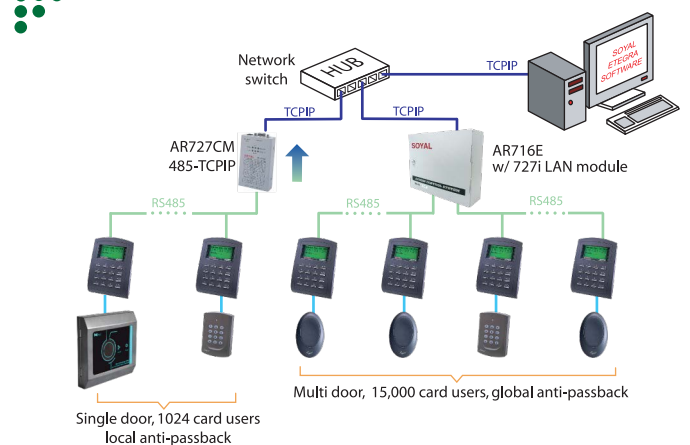 Network
switch
HUB
TCPIP
SOYAL
ETEGRA
SOFTWARE
TCPIP
TCPIP
AR727CM
485-TCPIP
SOYAL
AR716E
w/ 727i LAN module
RS485
RS485
RS485
Multi door, 15,000 card users, global anti-passback
Single door, 1024 card users
local anti-passback